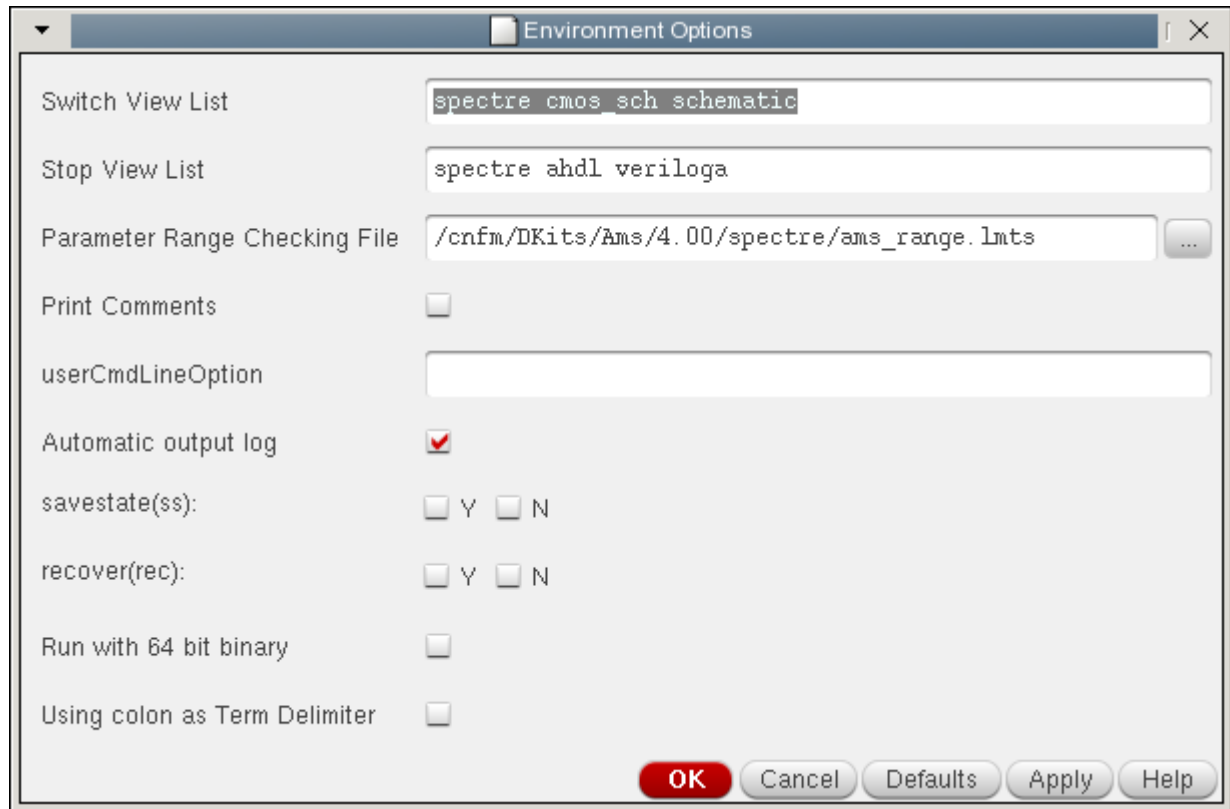 Environment Options
Switch View List spectre cmos_sch schematic
Stop View List spectre ahdl veriloga
Parameter Range Checking File /cnfm/DKits/Ams/4.00/spectre/ams_range.lmts ...
Print Comments
userCmdLineOption
Automatic output log
savestate(ss): Y N
recover(rec): Y N
Run with 64 bit binary
Using colon as Term Delimiter
OK Cancel Defaults Apply Help